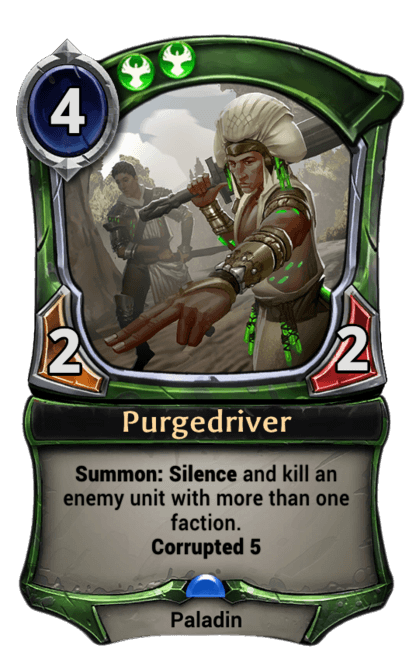 4
2
2
Purgedriver
Summon: Silence and kill an
enemy unit with more than one
faction.
Corrupted 5
Paladin